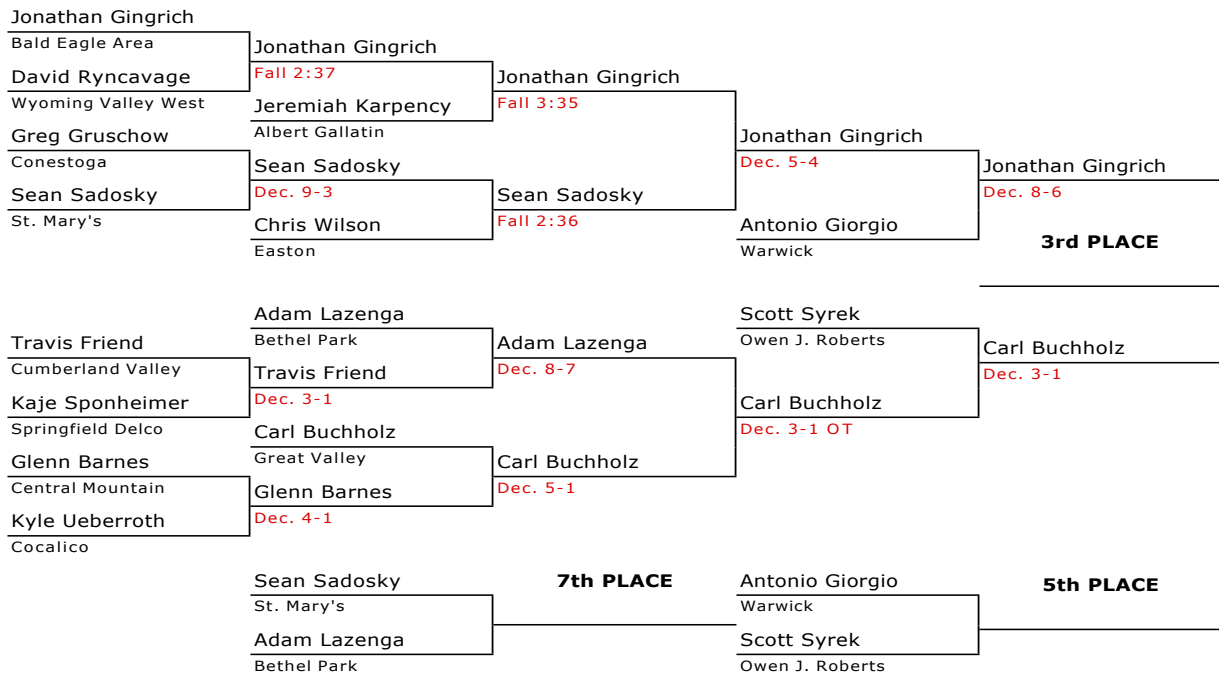 Jonathan Gingrich
Bald Eagle Area
David Ryncavage
Wyoming Valley West
Greg Gruschow
Conestoga
Sean Sadosky
St. Mary's
Jonathan Gingrich
Fall 2:37
Jeremiah Karpency
Albert Gallatin
Sean Sadosky
Dec. 9-3
Chris Wilson
Easton
Jonathan Gingrich
Fall 3:35
Sean Sadosky
Fall 2:36
Jonathan Gingrich
Dec. 5-4
Antonio Giorgio
Warwick
Jonathan Gingrich
Dec. 8-6
3rd PLACE
Travis Friend
Cumberland Valley
Kaje Sponheimer
Springfield Delco
Glenn Barnes
Central Mountain
Kyle Ueberroth
Cocalico
Adam Lazenga
Bethel Park
Travis Friend
Dec. 3-1
Carl Buchholz
Great Valley
Glenn Barnes
Dec. 4-1
Adam Lazenga
Dec. 8-7
Carl Buchholz
Dec. 5-1
Scott Syrek
Owen J. Roberts
Carl Buchholz
Dec. 3-1 OT
Carl Buchholz
Dec. 3-1
Sean Sadosky
St. Mary's
Adam Lazenga
Bethel Park
7th PLACE
Antonio Giorgio
Warwick
Scott Syrek
Owen J. Roberts
5th PLACE